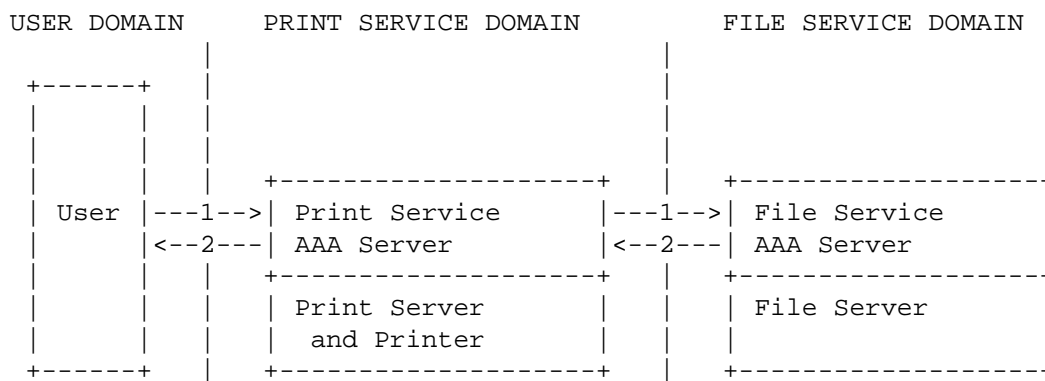 USER DOMAIN PRINT SERVICE DOMAIN FILE SERVICE DOMAIN
User ---1--> Print Service ---1--> File Service
<--2--- AAA Server <--2--- AAA Server
Print Server File Server
and Printer